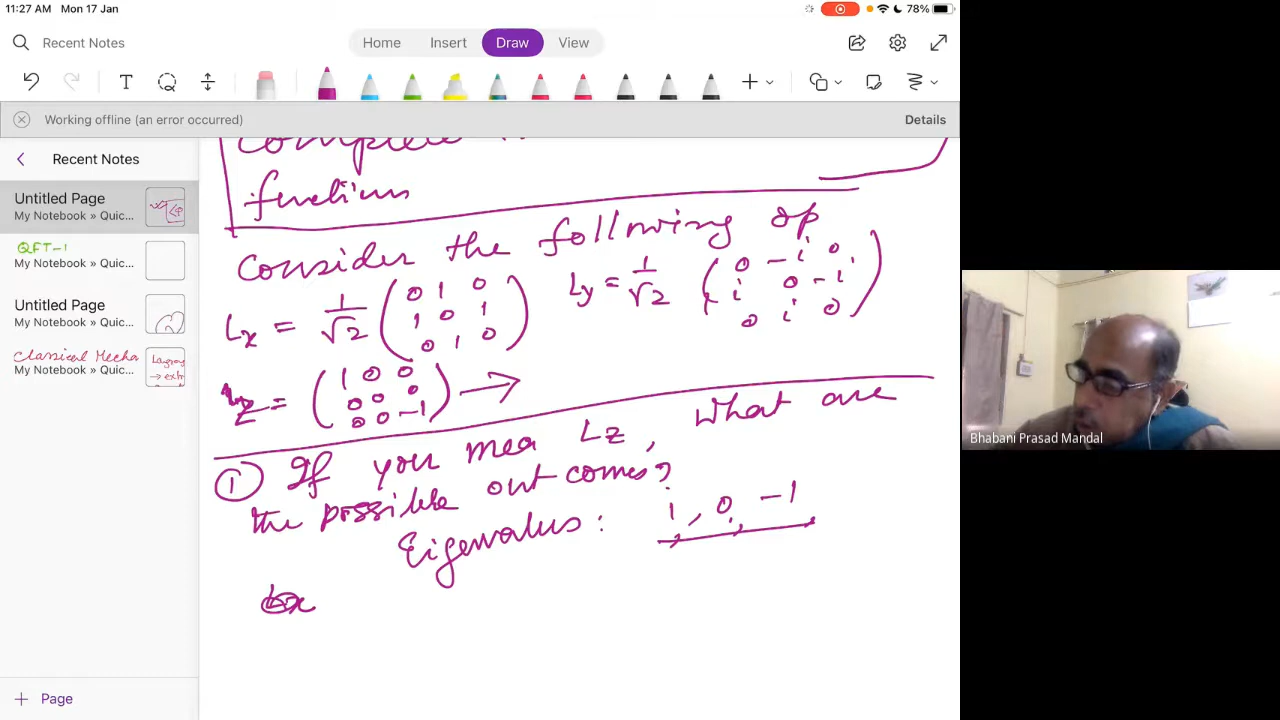 11:27 AM Mon 17 Jan
78%
Recent Notes
Home Insert Draw View
Working offline (an error occurred)
Details
Recent Notes
Untitled Page
My Notebook » Quic...
QFT-1
My Notebook » Quic...
Untitled Page
My Notebook » Quic...
Classical Mecha
My Notebook » Quic...
Page
complete
functions
Consider the following op
Lx = 1/√2 (0 1 0
1 0 1
0 1 0)
Ly = 1/√2 (0 -i 0
i 0 -i
0 i 0)
Lz = (1 0 0
0 0 0
0 0 -1) →
① If you mea Lz, what are
the possible out comes?
Eigenvalues: 1, 0, -1
Bhabani Prasad Mandal